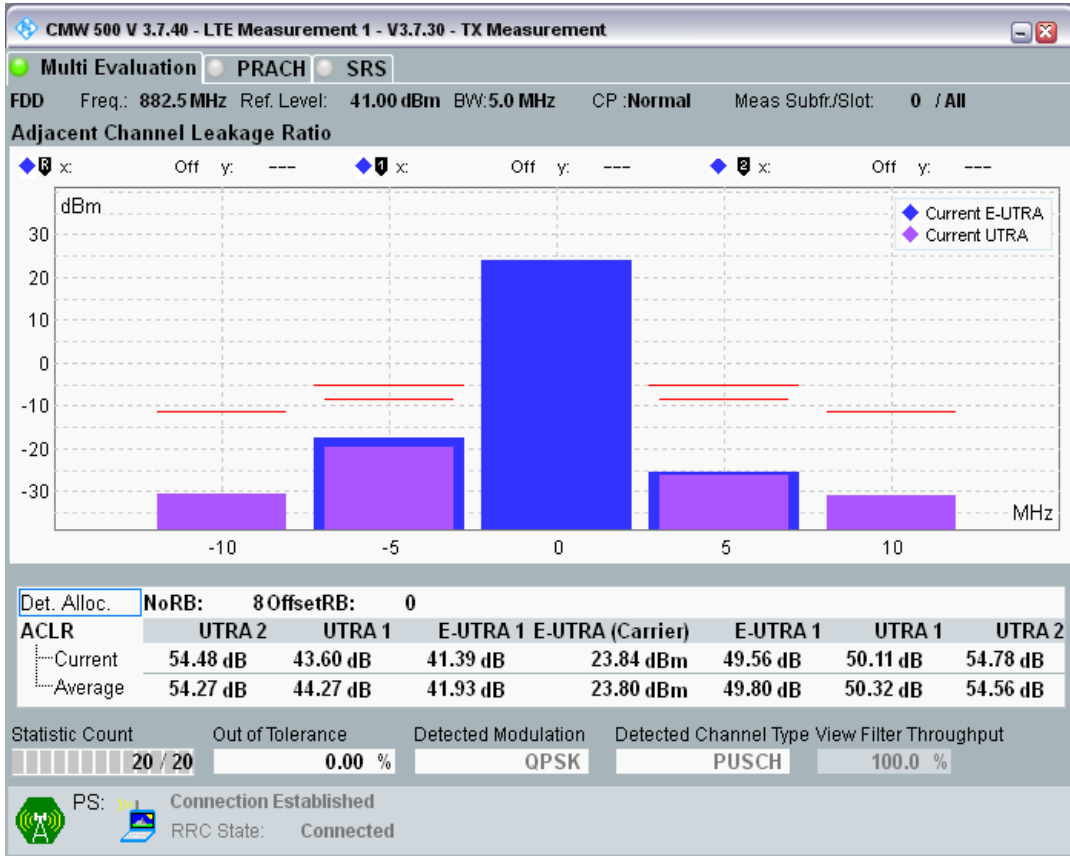 CMW 500 V 3.7.40 - LTE Measurement 1 - V3.7.30 - TX Measurement
Multi Evaluation PRACH SRS
FDD Freq.: 882.5 MHz Ref. Level: 41.00 dBm BW: 5.0 MHz CP :Normal Meas Subfr./Slot: 0 / All
Adjacent Channel Leakage Ratio
R x: Off y: --- 1 x: Off y: --- 2 x: Off y: ---
dBm
Current E-UTRA
Current UTRA
30
20
10
0
-10
-20
-30
MHz
-10 -5 0 5 10
Det. Alloc. NoRB: 8 OffsetRB: 0
ACLR UTRA 2 UTRA 1 E-UTRA 1 E-UTRA (Carrier) E-UTRA 1 UTRA 1 UTRA 2
Current 54.48 dB 43.60 dB 41.39 dB 23.84 dBm 49.56 dB 50.11 dB 54.78 dB
Average 54.27 dB 44.27 dB 41.93 dB 23.80 dBm 49.80 dB 50.32 dB 54.56 dB
Statistic Count Out of Tolerance Detected Modulation Detected Channel Type View Filter Throughput
20 / 20 0.00 % QPSK PUSCH 100.0 %
PS: Connection Established
RRC State: Connected